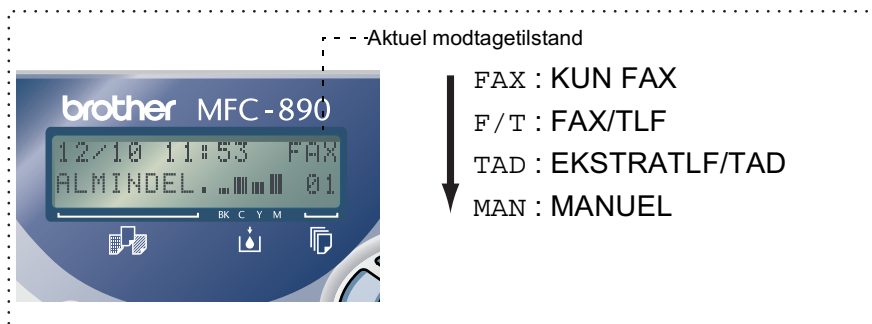 Aktuel modtagetilstand
brother MFC-890
12/10 11:53 FAX
ALMINDEL. 01
BK C Y M
FAX : KUN FAX
F/T : FAX/TLF
TAD : EKSTRATLF/TAD
MAN : MANUEL